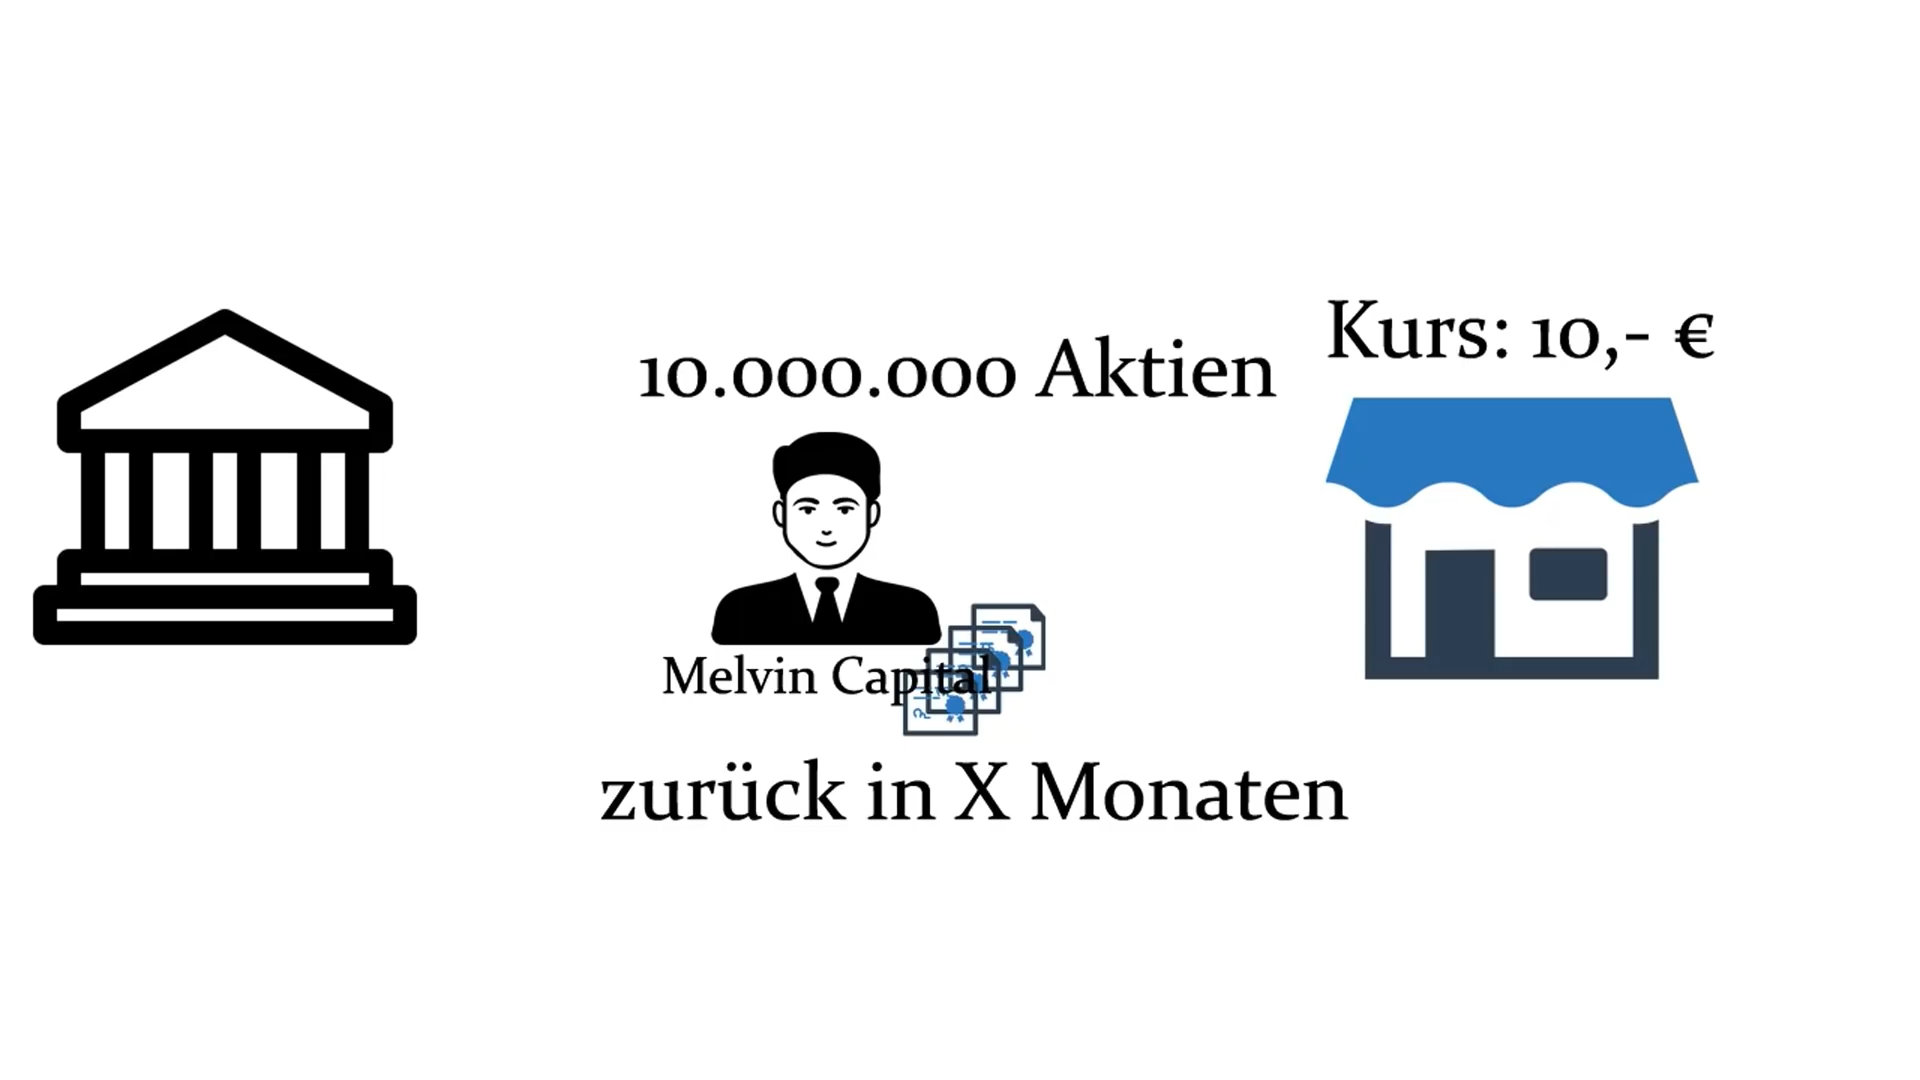 Kurs: 10,- €
10.000.000 Aktien
Melvin Capital
zurück in X Monaten